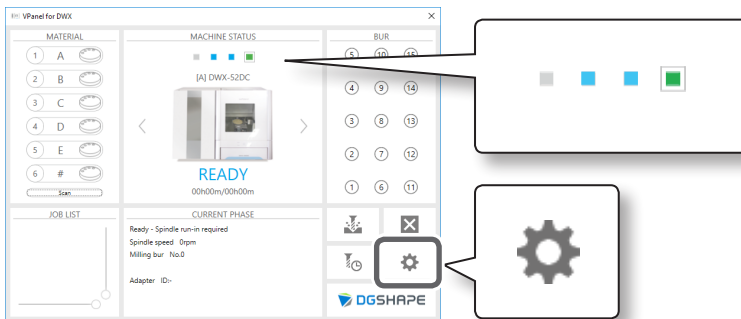 VPanel for DWX
MATERIAL
1 A
2 B
3 C
4 D
5 E
6 #
Scan
MACHINE STATUS
[A] DWX-52DC
READY
00h00m/00h00m
BUR
5 10 15
4 9 14
3 8 13
2 7 12
1 6 11
JOB LIST
CURRENT PHASE
Ready - Spindle run-in required
Spindle speed 0rpm
Milling bur No.0
Adapter ID:-
DGSHAPE